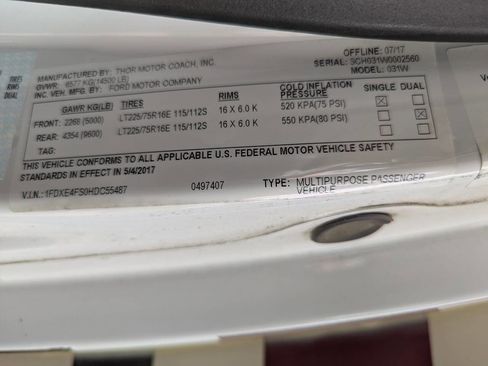 OFFLINE: 07/17
MANUFACTURED BY: THOR MOTOR COACH, INC. SERIAL: SCH031W0002560
GVWR: 6577 KG(14500 LB) MODEL: 031W
INC. VEH. MFG. BY: FORD MOTOR COMPANY
TIRES
RIMS
DUAL
GAWR KG(LB) TIRES RIMS COLD INFLATION PRESSURE SINGLE DUAL
FRONT: 2268 (5000) LT225/75R16E 115/112S 16 X 6.0 K 520 KPA(75 PSI)
REAR: 4354 (9600) LT225/75R16E 115/112S 16 X 6.0 K 550 KPA(80 PSI)
THIS VEHICLE CONFORMS TO ALL APPLICABLE U.S. FEDERAL MOTOR VEHICLE SAFETY
STANDARDS IN EFFECT ON 5/4/2017
V.I.N.: 1FDXE4FS0HDC55487 0497407 TYPE: MULTIPURPOSE PASSENGER
VEHICLE